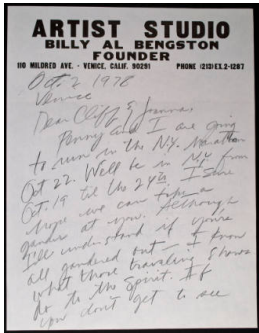 ARTIST STUDIO
BILLY AL BENGSTON
FOUNDER
110 MILDRED AVE. • VENICE, CALIF. 90291 PHONE (213) EX.2-1287
Oct 2 1978
Venice
Dear Cliff & Joanna,
Penny and I are going
to run in the N.Y. Marathon
Oct 22. We'll be in N.Y. from
Oct. 19 til the 24th. I sure
hope we can take a
gander at you. Although
I'll understand if you're
all gandered out — I know
what those traveling shows
do to the spirit. If
you don't get to see